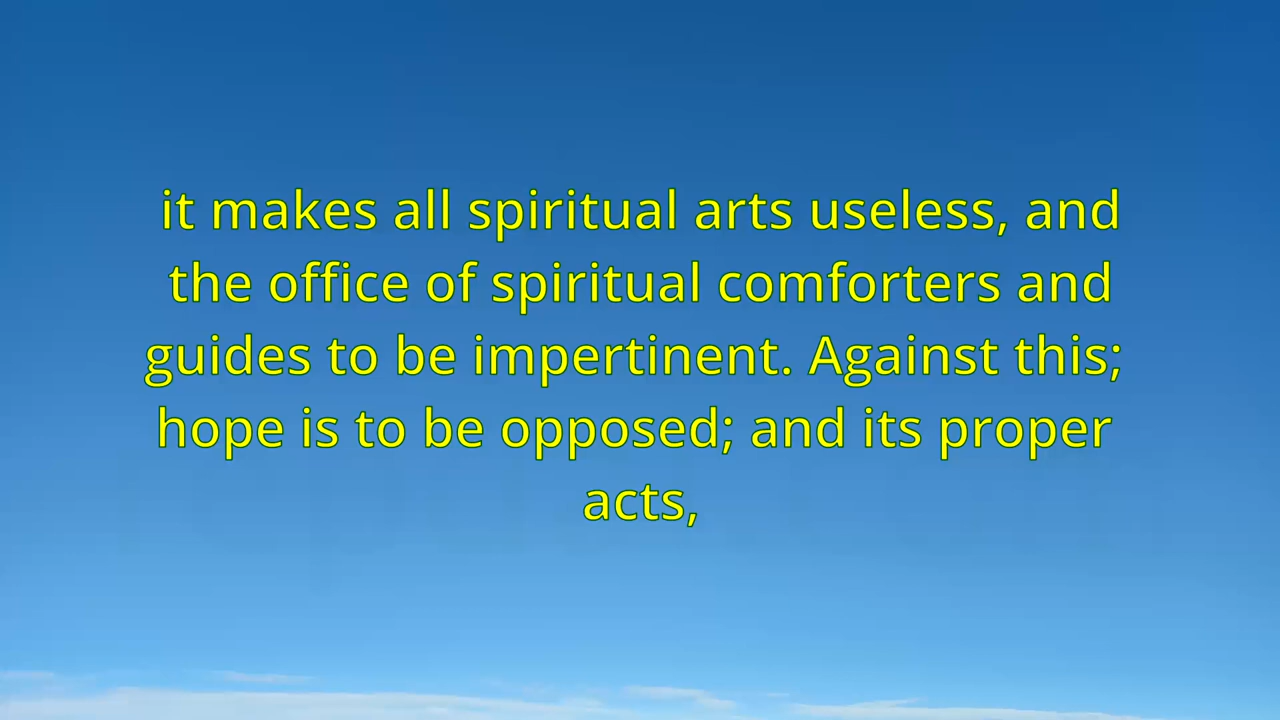 it makes all spiritual arts useless, and
the office of spiritual comforters and
guides to be impertinent. Against this;
hope is to be opposed; and its proper
acts,